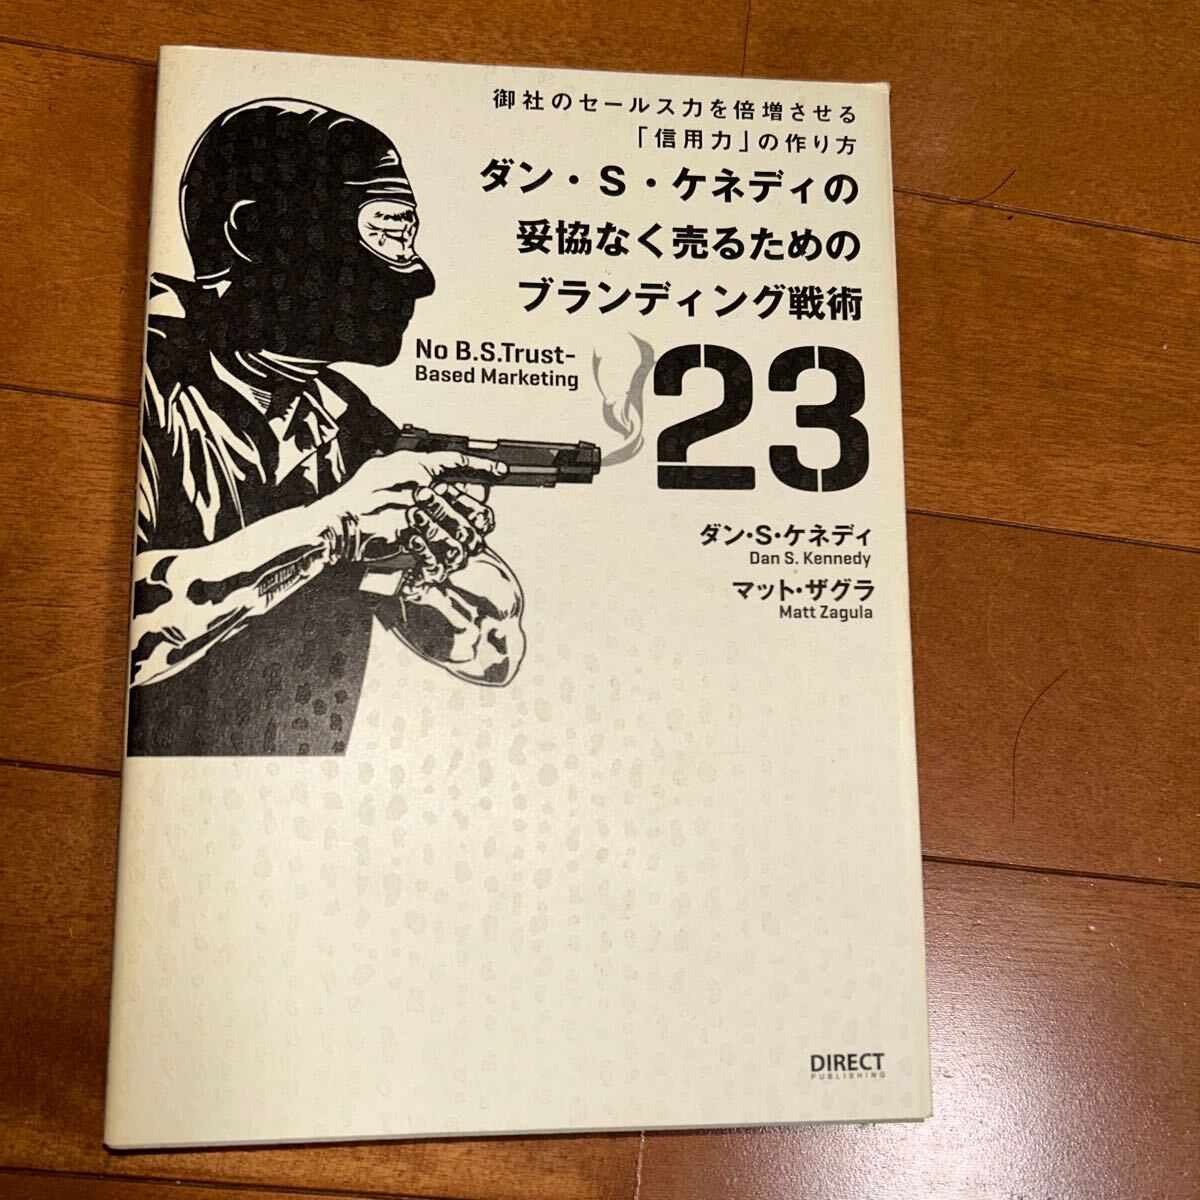 御社のセールス力を倍増させる
「信用力」の作り方
ダン・S・ケネディの
妥協なく売るための
ブランディング戦術
23
No B.S.Trust-
Based Marketing
ダン・S・ケネディ
Dan S. Kennedy
マット・ザグラ
Matt Zagula
DIRECT
PUBLISHING